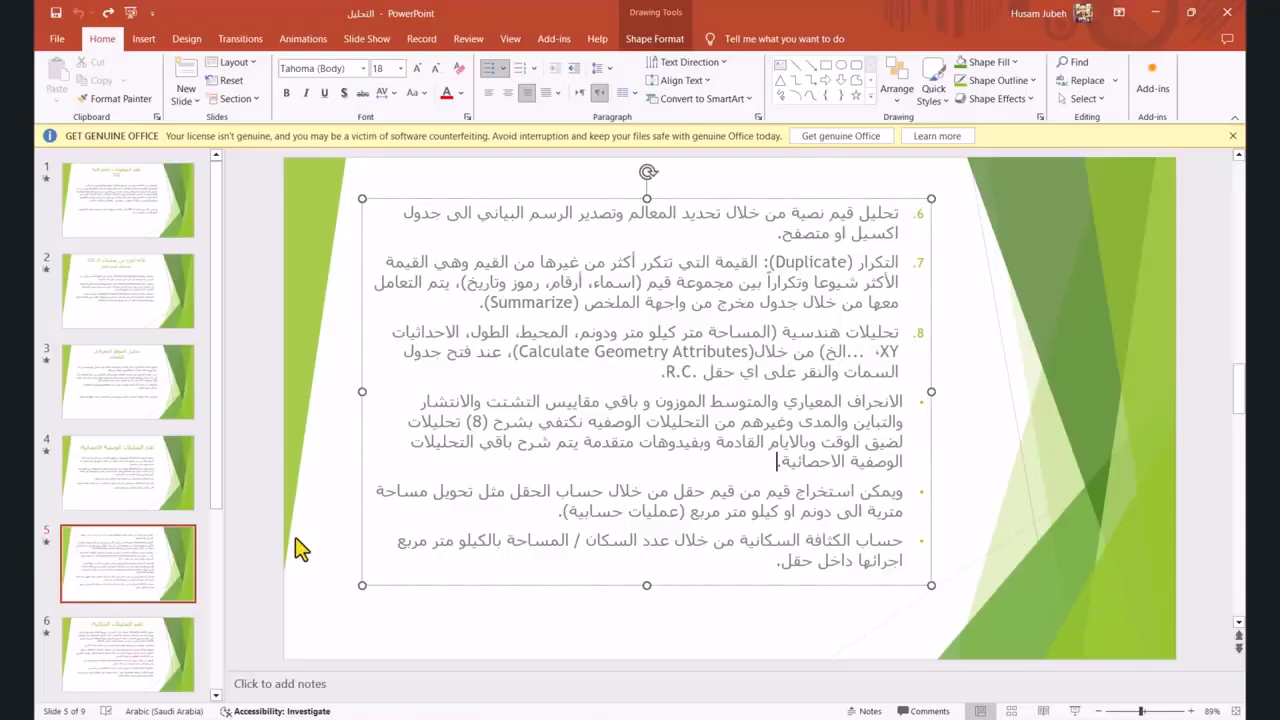 التحليل - PowerPoint
Drawing Tools
Husam Jubeh
File Home Insert Design Transitions Animations Slide Show Record Review View Add-ins Help Shape Format Tell me what you want to do
Paste
Cut
Copy
Format Painter
Clipboard
New Slide
Layout
Reset
Section
Slides
Tahoma (Body) 18
Font
Text Direction
Align Text
Convert to SmartArt
Paragraph
Arrange
Quick Styles
Shape Fill
Shape Outline
Shape Effects
Drawing
Find
Replace
Select
Editing
Add-ins
Add-ins
GET GENUINE OFFICE Your license isn't genuine, and you may be a victim of software counterfeiting. Avoid interruption and keep your files safe with genuine Office today. Get genuine Office Learn more
1
2
3
4
5
6
6. تحليل قيم نصية من خلال تحديد المعالم وتصدير الرسم البياني الى جدول
اكسيل او متصفح.
7. التكرار (Duplicate): القيمة التي تتكرر أكثر من غيرها من القيم وهي القيمة
الأكثر شيوعا وتكراراً بين مجموعة قيم (اسماء، رقام، رموز وتاريخ)، يتم التعامل
معها من خلال جدول مخرج من واجهة الملخص (Summarize).
8. تحليلات هندسية (المساحة متر كيلو متر ودونم، المحيط، الطول، الاحداثيات
XY، ...الخ) من خلال(Calculate Geometry Attributes)، عند فتح جدول
السمات والنقر على اي حقل R.C.
• الانحراف المعياري والمتوسط الموزون و باقي مقاييس التشتت والانتشار
والتباين والمدى وغيرهم من التحليلات الوصفيه نكتفي بشرح (8) تحليلات
لضيق الوقت وبالايام القادمة وبفيدوهات متقدمة يتم شرح باقي التحليلات
الوصفية الاحصائية.
• ويمكن استخراج قيم من قيم حقل من خلال حساب الحقل مثل تحويل مساحة
مترية الى دونم او كيلو متر مربع (عمليات حسابية).
• حساب الكثافة السكانية من خلال عدد السكان / المساحة بالكيلو متر مربع
اجرائها داخل حقل.
Click to add notes
Slide 5 of 9 Arabic (Saudi Arabia) Accessibility: Investigate Notes Comments 89%